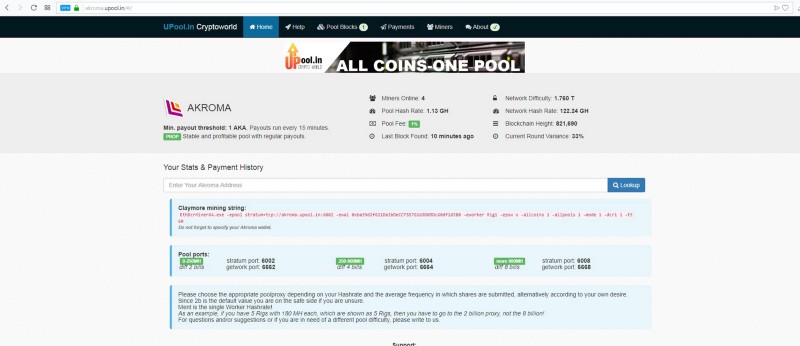 VPN akroma.upool.in/#/
UPool.in Cryptoworld Home Help Pool Blocks 1 Payments Miners About
UPool.in
CRYPTO WORLD
ALL COINS-ONE POOL
AKROMA
Min. payout threshold: 1 AKA. Payouts run every 15 minutes.
PROP Stable and profitable pool with regular payouts.
Miners Online: 4
Pool Hash Rate: 1.13 GH
Pool Fee: 1%
Last Block Found: 10 minutes ago
Network Difficulty: 1.760 T
Network Hash Rate: 122.24 GH
Blockchain Height: 821,690
Current Round Variance: 33%
Your Stats & Payment History
Enter Your Akroma Address Lookup
Claymore mining string:
EthDcrMiner64.exe -epool stratum+tcp://akroma.upool.in:6002 -ewal -eworker Rig1 -epsw x -allcoins 1 -allpools 1 -mode 1 -dcri 1 -tt
60
Do not forget to specify your Akroma wallet.
Pool ports:
0-250MH stratum port: 6002
diff 2 bits getwork port: 6662
250-900MH stratum port: 6004
diff 4 bits getwork port: 6664
more 900MH stratum port: 6008
diff 8 bits getwork port: 6668
Please choose the appropriate poolproxy depending on your Hashrate and the average frequency in which shares are submitted, alternatively according to your own desire.
Since 2b is the default value you are on the safe side if you are unsure.
Ment is the single Worker Hashrate!
As an example, if you have 5 Rigs with 180 MH each, which are shown as 5 Rigs, then you have to go to the 2 billion proxy, not the 8 billion!
For questions and/or suggestions or if you are in need of a different pool difficulty, please write to us.
Support: